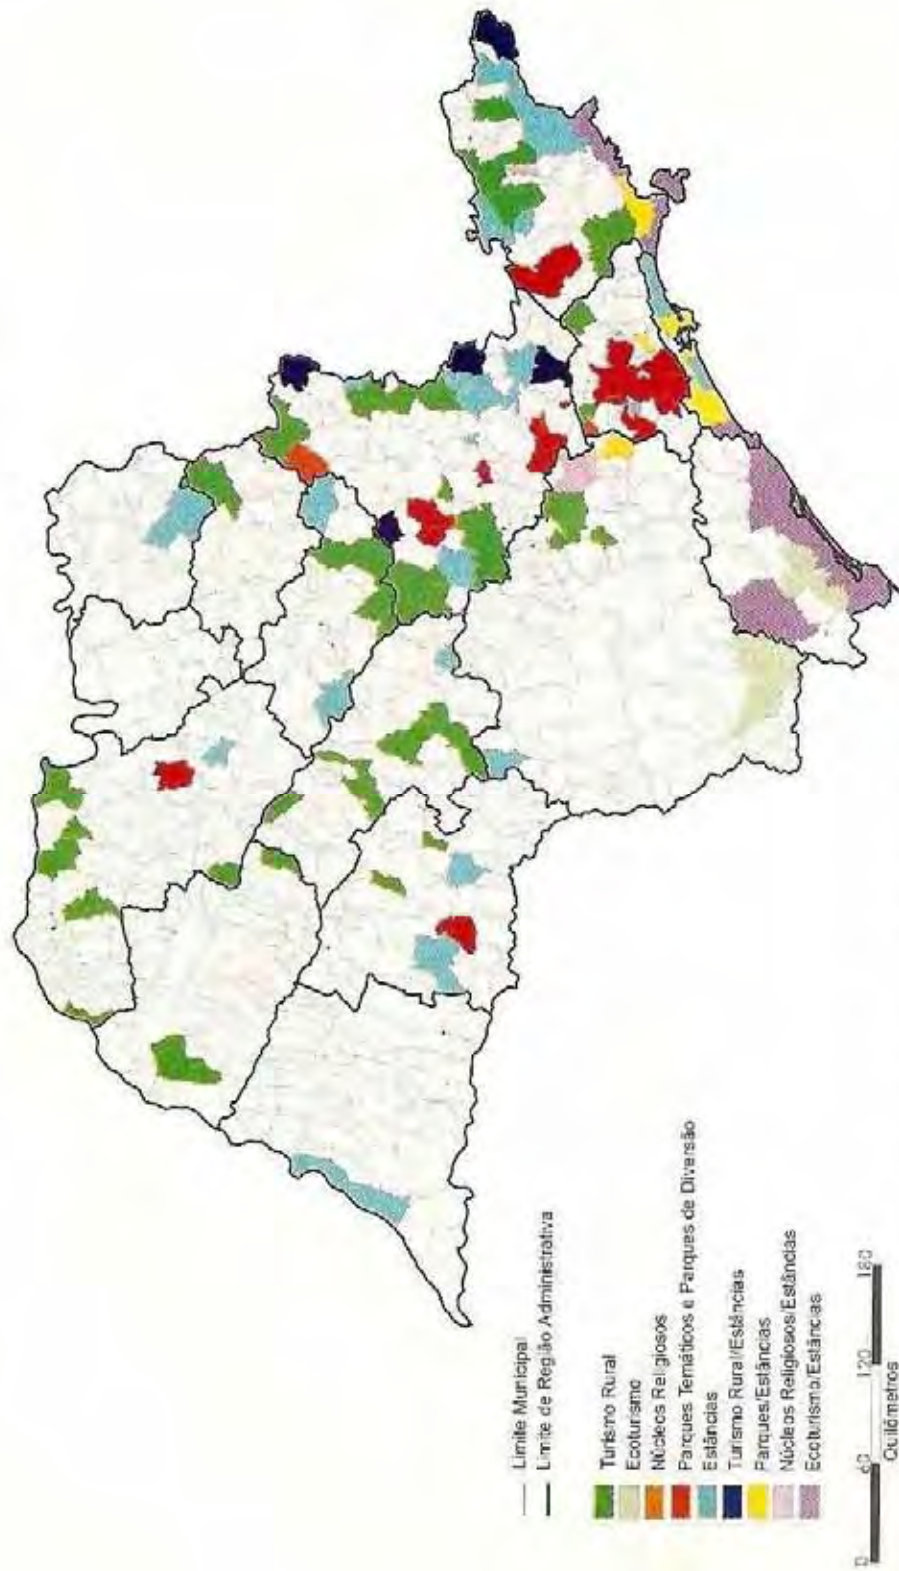 Limite Municipal
Limite de Região Administrativa
Turismo Rural
Ecoturismo
Núcleos Religiosos
Parques Temáticos e Parques de Diversão
Estâncias
Turismo Rural/Estâncias
Parques/Estâncias
Núcleos Religiosos/Estâncias
Ecoturismo/Estâncias
0 60 120 180
Quilômetros